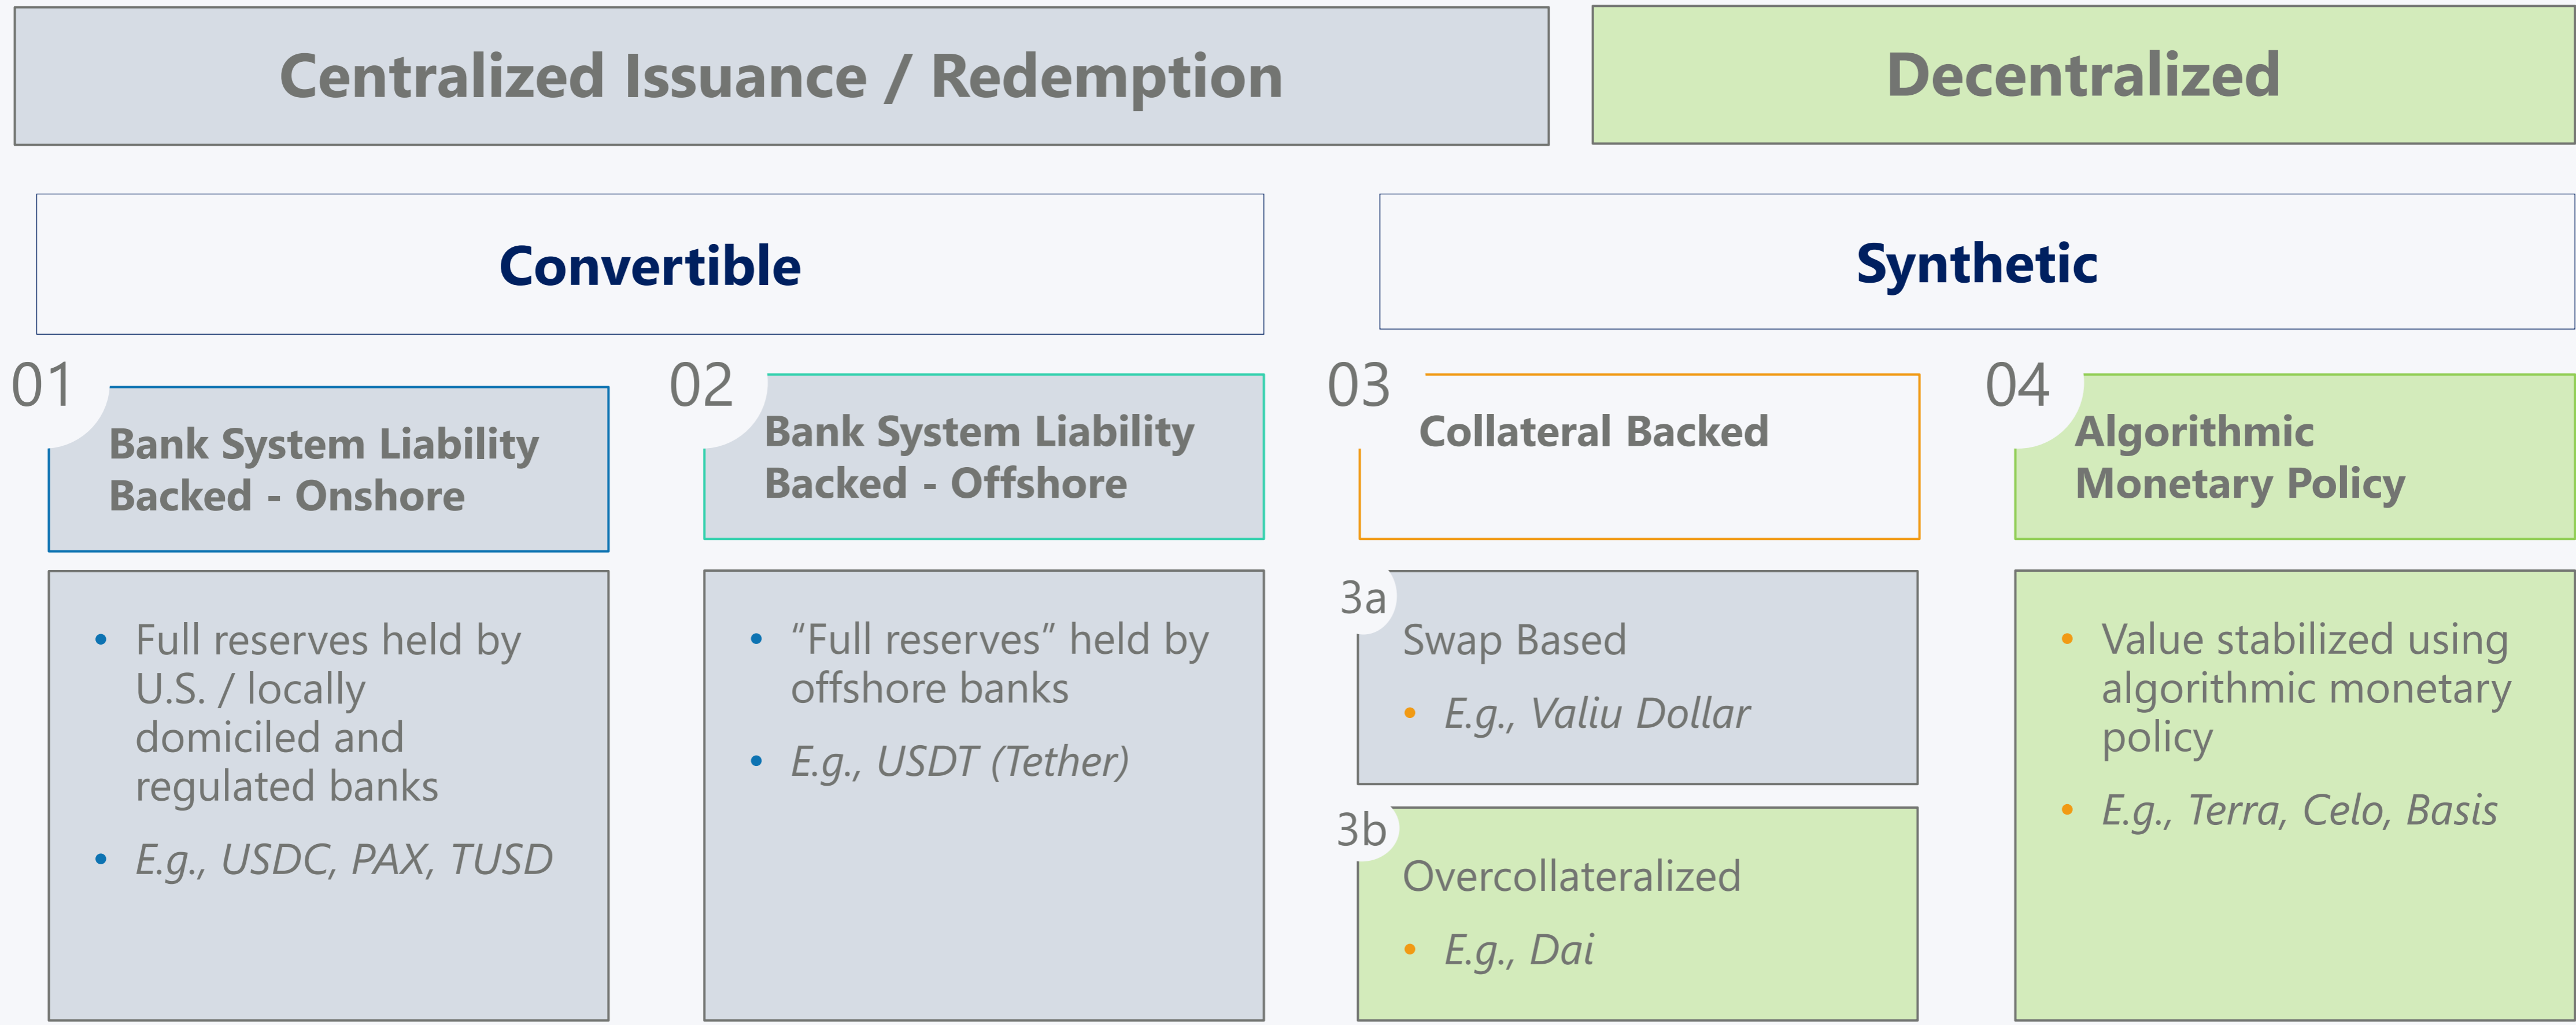 Centralized Issuance / Redemption
Decentralized
Convertible
Synthetic
01
Bank System Liability
Backed - Onshore
• Full reserves held by
U.S. / locally
domiciled and
regulated banks
• E.g., USDC, PAX, TUSD
02
Bank System Liability
Backed - Offshore
• “Full reserves” held by
offshore banks
• E.g., USDT (Tether)
03
Collateral Backed
3a
Swap Based
• E.g., Valiu Dollar
3b
Overcollateralized
• E.g., Dai
04
Algorithmic
Monetary Policy
• Value stabilized using
algorithmic monetary
policy
• E.g., Terra, Celo, Basis